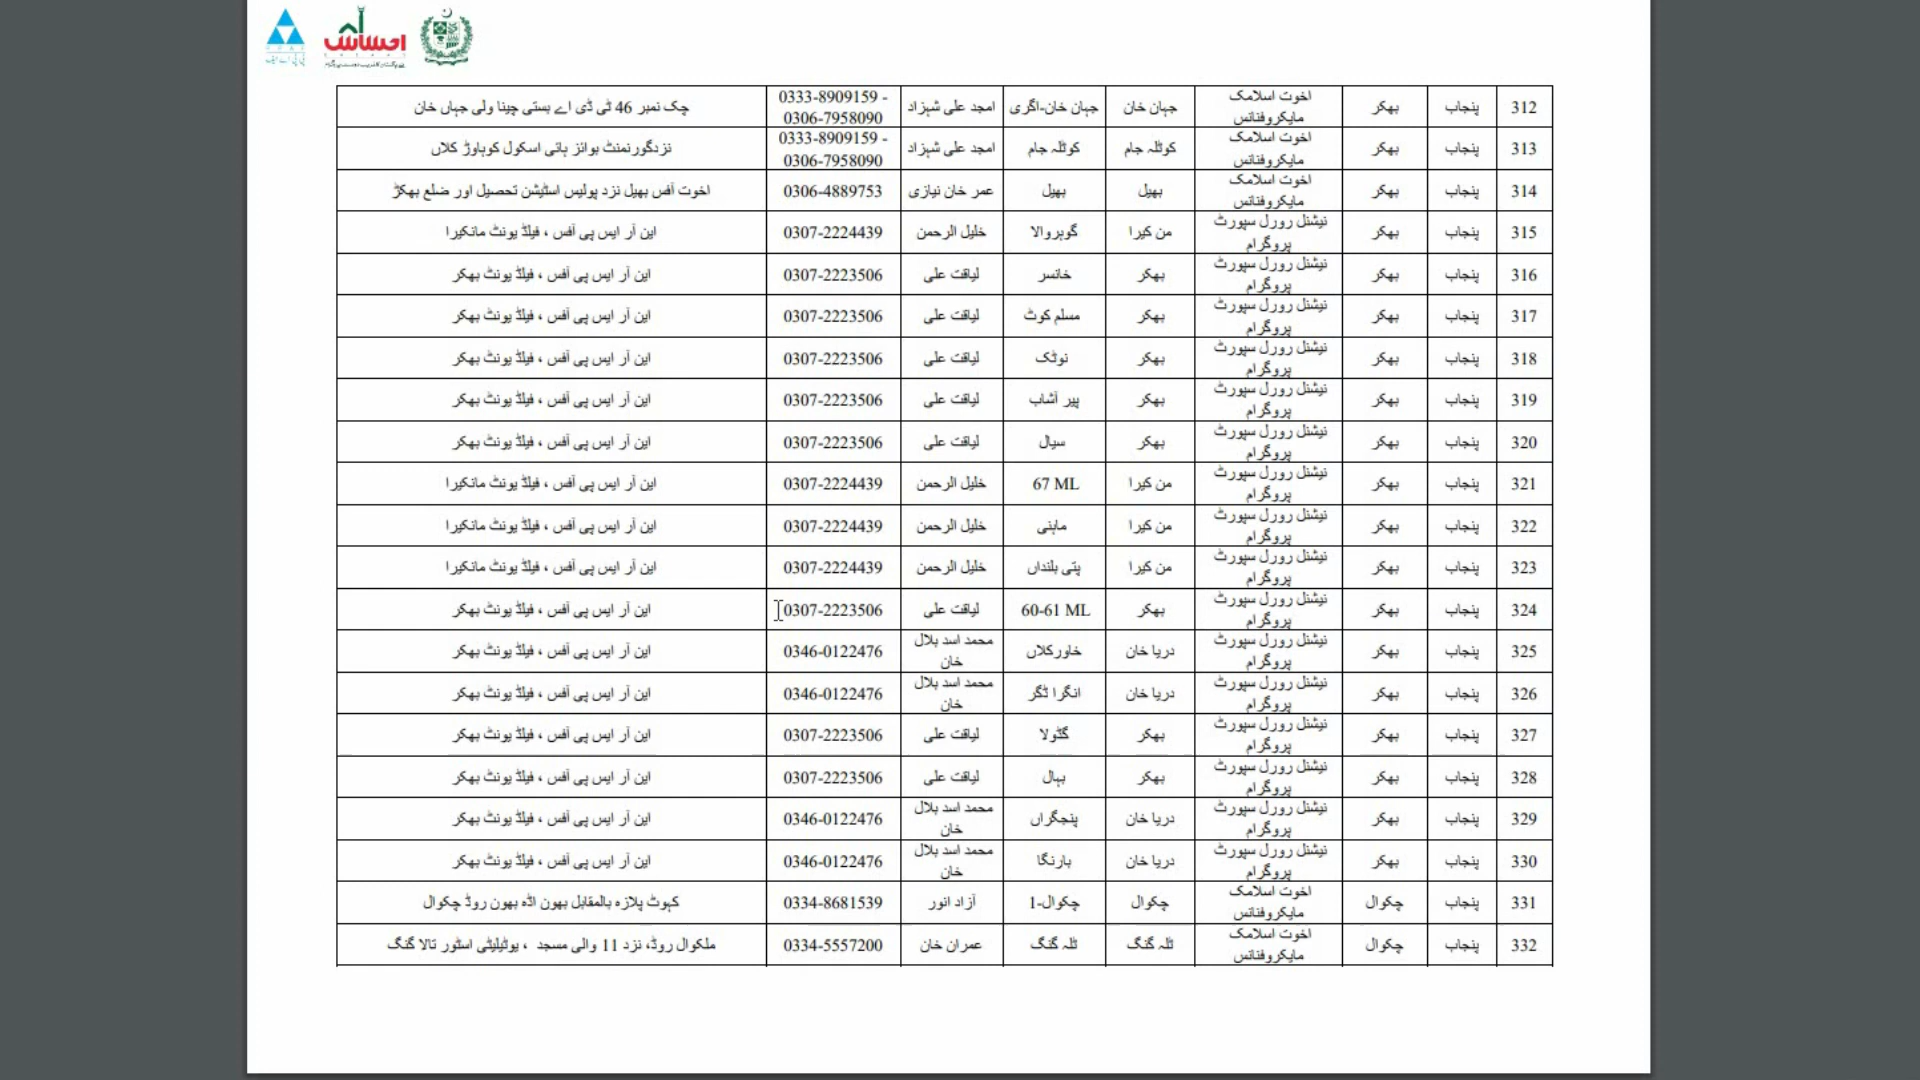 احساس
312 پنجاب بھکر اخوت اسلامک مایکروفنانس جہان خان جہان خان-اگری امجد علی شہزاد 0333-8909159 - 0306-7958090 چک نمبر 46 ٹی ڈی اے بستی چینا ولی جہاں خان
313 پنجاب بھکر اخوت اسلامک مایکروفنانس کوٹلہ جام کوٹلہ جام امجد علی شہزاد 0333-8909159 - 0306-7958090 نزدگورنمنٹ بوائز ہائی اسکول کوہاوڑ کلاں
314 پنجاب بھکر اخوت اسلامک مایکروفنانس بھیل بھیل عمر خان نیازی 0306-4889753 اخوت آفس بھیل نزد پولیس اسٹیشن تحصیل اور ضلع بھکڑ
315 پنجاب بھکر نیشنل رورل سپورٹ پروگرام من کیرا گوہروالا خلیل الرحمن 0307-2224439 این آر ایس پی آفس ، فیلڈ یونٹ مانکیرا
316 پنجاب بھکر نیشنل رورل سپورٹ پروگرام بھکر خانسر لیاقت علی 0307-2223506 این آر ایس پی آفس ، فیلڈ یونٹ بھکر
317 پنجاب بھکر نیشنل رورل سپورٹ پروگرام بھکر مسلم کوٹ لیاقت علی 0307-2223506 این آر ایس پی آفس ، فیلڈ یونٹ بھکر
318 پنجاب بھکر نیشنل رورل سپورٹ پروگرام بھکر نوٹک لیاقت علی 0307-2223506 این آر ایس پی آفس ، فیلڈ یونٹ بھکر
319 پنجاب بھکر نیشنل رورل سپورٹ پروگرام بھکر پیر آشاب لیاقت علی 0307-2223506 این آر ایس پی آفس ، فیلڈ یونٹ بھکر
320 پنجاب بھکر نیشنل رورل سپورٹ پروگرام بھکر سیال لیاقت علی 0307-2223506 این آر ایس پی آفس ، فیلڈ یونٹ بھکر
321 پنجاب بھکر نیشنل رورل سپورٹ پروگرام من کیرا 67 ML خلیل الرحمن 0307-2224439 این آر ایس پی آفس ، فیلڈ یونٹ مانکیرا
322 پنجاب بھکر نیشنل رورل سپورٹ پروگرام من کیرا ماہنی خلیل الرحمن 0307-2224439 این آر ایس پی آفس ، فیلڈ یونٹ مانکیرا
323 پنجاب بھکر نیشنل رورل سپورٹ پروگرام من کیرا پتی بلنداں خلیل الرحمن 0307-2224439 این آر ایس پی آفس ، فیلڈ یونٹ مانکیرا
324 پنجاب بھکر نیشنل رورل سپورٹ پروگرام بھکر 60-61 ML لیاقت علی 0307-2223506 این آر ایس پی آفس ، فیلڈ یونٹ بھکر
325 پنجاب بھکر نیشنل رورل سپورٹ پروگرام دریا خان خاورکلاں محمد اسد بلال خان 0346-0122476 این آر ایس پی آفس ، فیلڈ یونٹ بھکر
326 پنجاب بھکر نیشنل رورل سپورٹ پروگرام دریا خان انگرا ڈگر محمد اسد بلال خان 0346-0122476 این آر ایس پی آفس ، فیلڈ یونٹ بھکر
327 پنجاب بھکر نیشنل رورل سپورٹ پروگرام بھکر گڈولا لیاقت علی 0307-2223506 این آر ایس پی آفس ، فیلڈ یونٹ بھکر
328 پنجاب بھکر نیشنل رورل سپورٹ پروگرام بھکر بہال لیاقت علی 0307-2223506 این آر ایس پی آفس ، فیلڈ یونٹ بھکر
329 پنجاب بھکر نیشنل رورل سپورٹ پروگرام دریا خان پنجگراں محمد اسد بلال خان 0346-0122476 این آر ایس پی آفس ، فیلڈ یونٹ بھکر
330 پنجاب بھکر نیشنل رورل سپورٹ پروگرام دریا خان بارنگا محمد اسد بلال خان 0346-0122476 این آر ایس پی آفس ، فیلڈ یونٹ بھکر
331 پنجاب چکوال اخوت اسلامک مایکروفنانس چکوال چکوال-1 آزاد انور 0334-8681539 کہوٹ پلازہ بالمقابل بھون اڈہ بھون روڈ چکوال
332 پنجاب چکوال اخوت اسلامک مایکروفنانس تلہ گنگ تلہ گنگ عمران خان 0334-5557200 ملکوال روڈ، نزد 11 والی مسجد ، یوٹیلیٹی اسٹور تالا گنگ